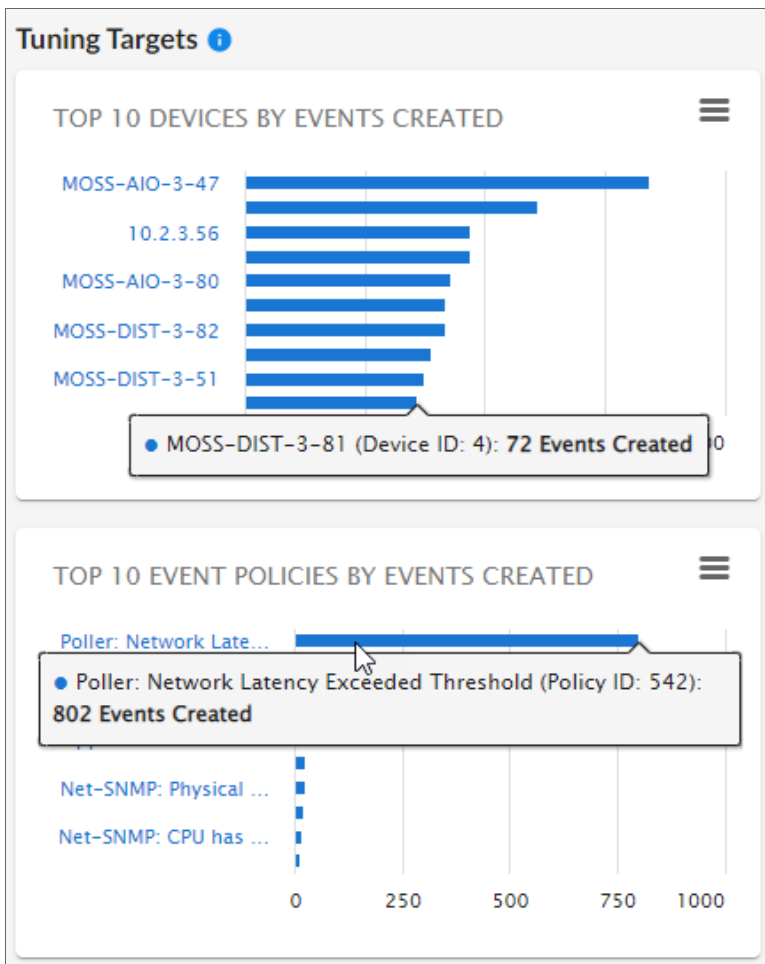 Tuning Targets
TOP 10 DEVICES BY EVENTS CREATED
MOSS-AIO-3-47
10.2.3.56
MOSS-AIO-3-80
MOSS-DIST-3-82
MOSS-DIST-3-51
MOSS-DIST-3-81 (Device ID: 4): 72 Events Created
TOP 10 EVENT POLICIES BY EVENTS CREATED
Poller: Network Late...
Poller: Network Latency Exceeded Threshold (Policy ID: 542):
802 Events Created
Net-SNMP: Physical ...
Net-SNMP: CPU has ...
0 250 500 750 1000